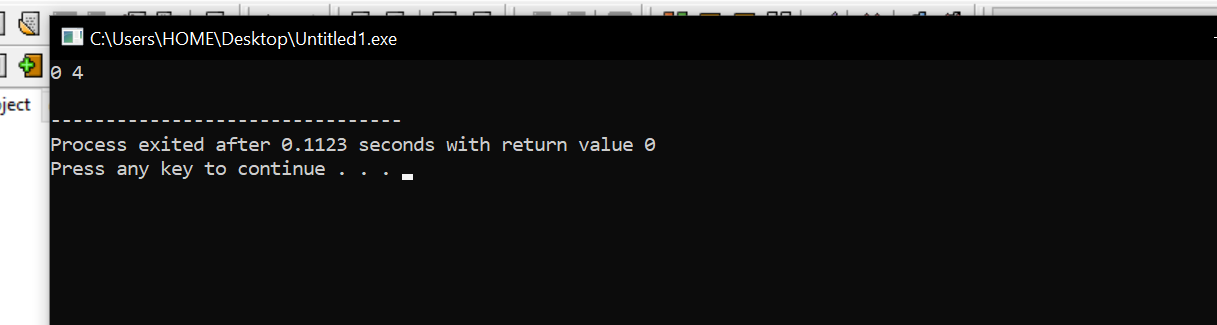 C:\Users\HOME\Desktop\Untitled1.exe
0 4
ject
--------------------------------
Process exited after 0.1123 seconds with return value 0
Press any key to continue . . .